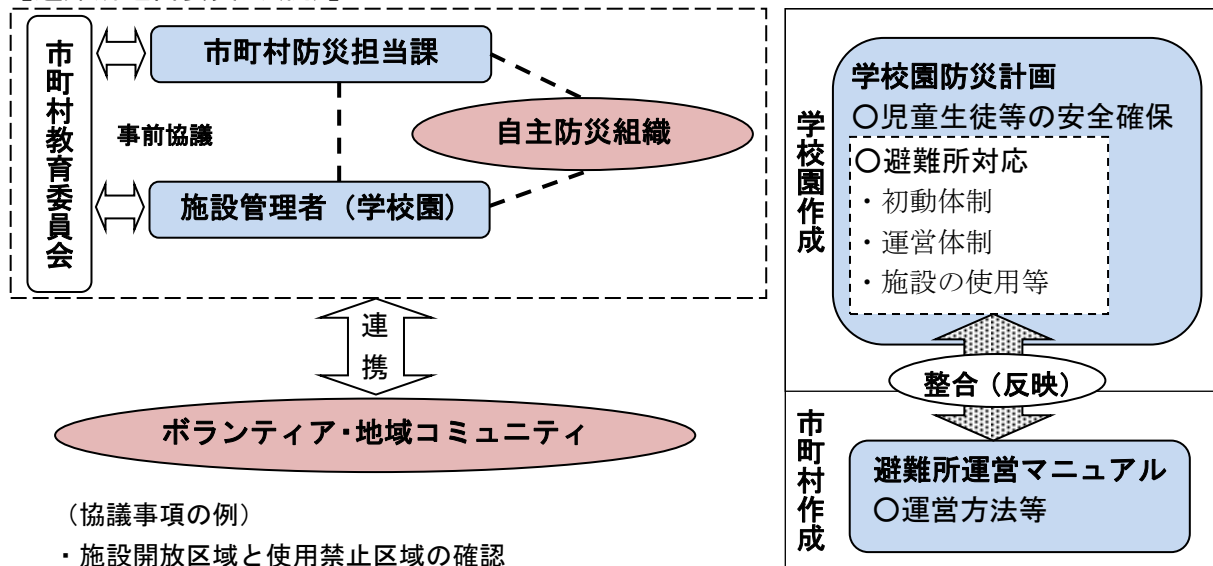 市町村教育委員会
市町村防災担当課
事前協議
自主防災組織
施設管理者（学校園）
連
携
ボランティア・地域コミュニティ
（協議事項の例）
・施設開放区域と使用禁止区域の確認
学校園作成
学校園防災計画
○児童生徒等の安全確保
○避難所対応
・初動体制
・運営体制
・施設の使用等
整合（反映）
市町村作成
避難所運営マニュアル
○運営方法等